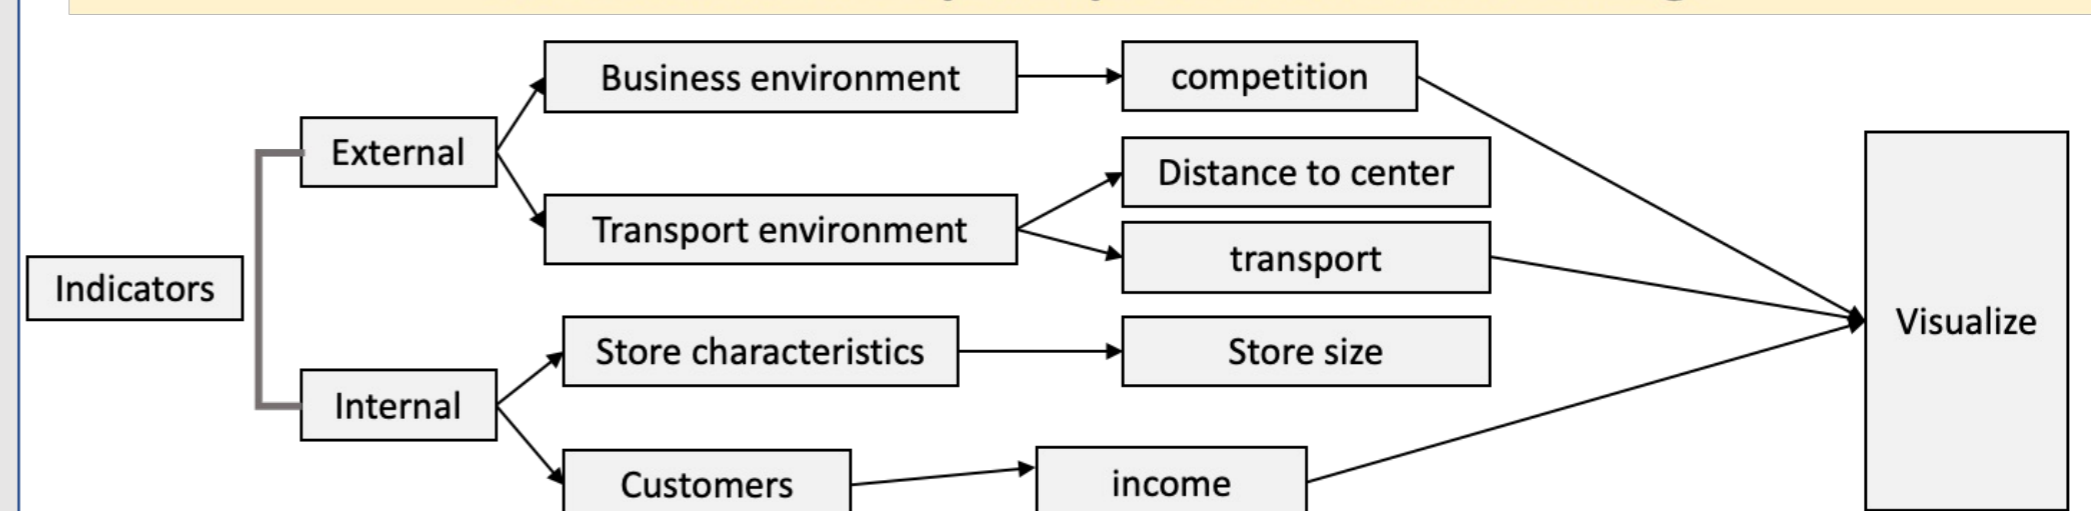 Business environment
competition
External
Distance to center
Transport environment
transport
Indicators
Visualize
Store characteristics
Store size
Internal
Customers
income